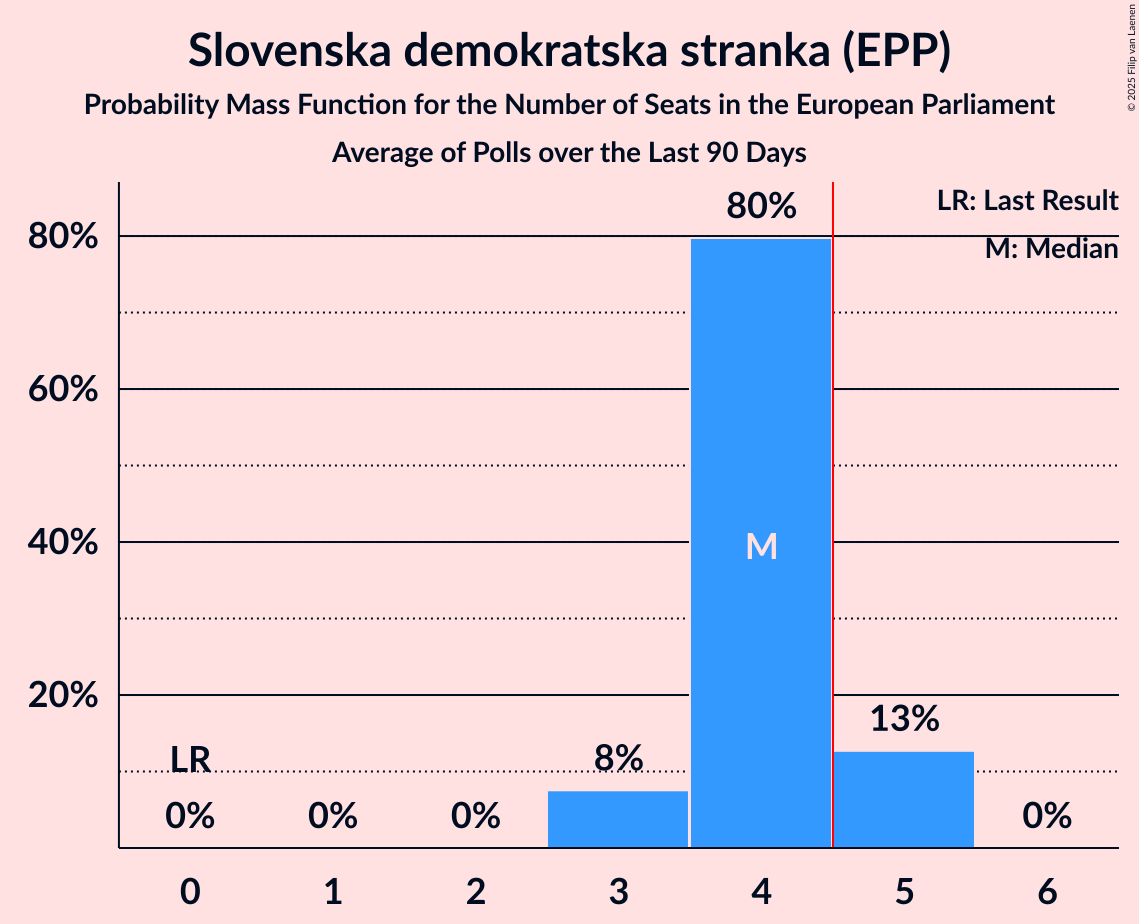 Slovenska demokratska stranka (EPP)
Probability Mass Function for the Number of Seats in the European Parliament
Average of Polls over the Last 90 Days
© 2025 Filip van Laenen
LR: Last Result
M: Median
80%
80%
60%
40%
20%
M
13%
8%
LR
0%
0%
0%
0%
0
1
2
3
4
5
6